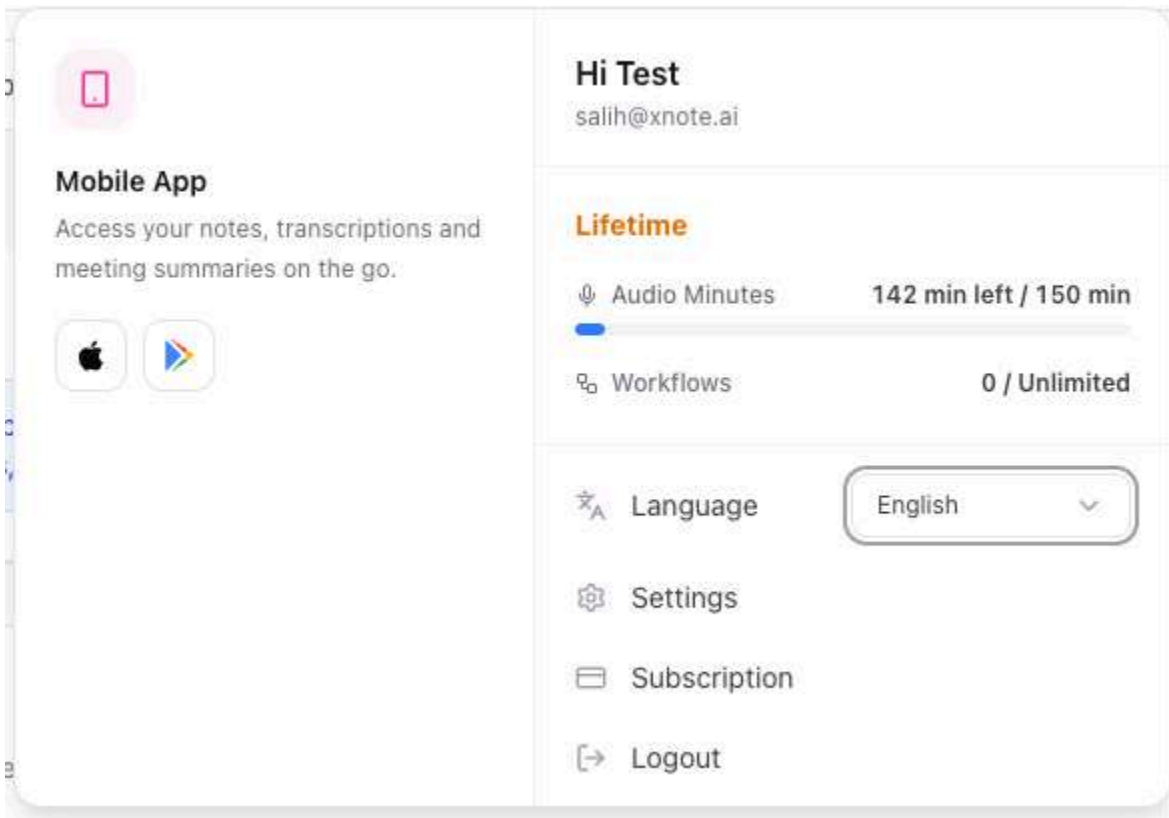 Mobile App
Access your notes, transcriptions and
meeting summaries on the go.
Hi Test
salih@xnote.ai
Lifetime
Audio Minutes 142 min left / 150 min
Workflows 0 / Unlimited
Language English
Settings
Subscription
Logout